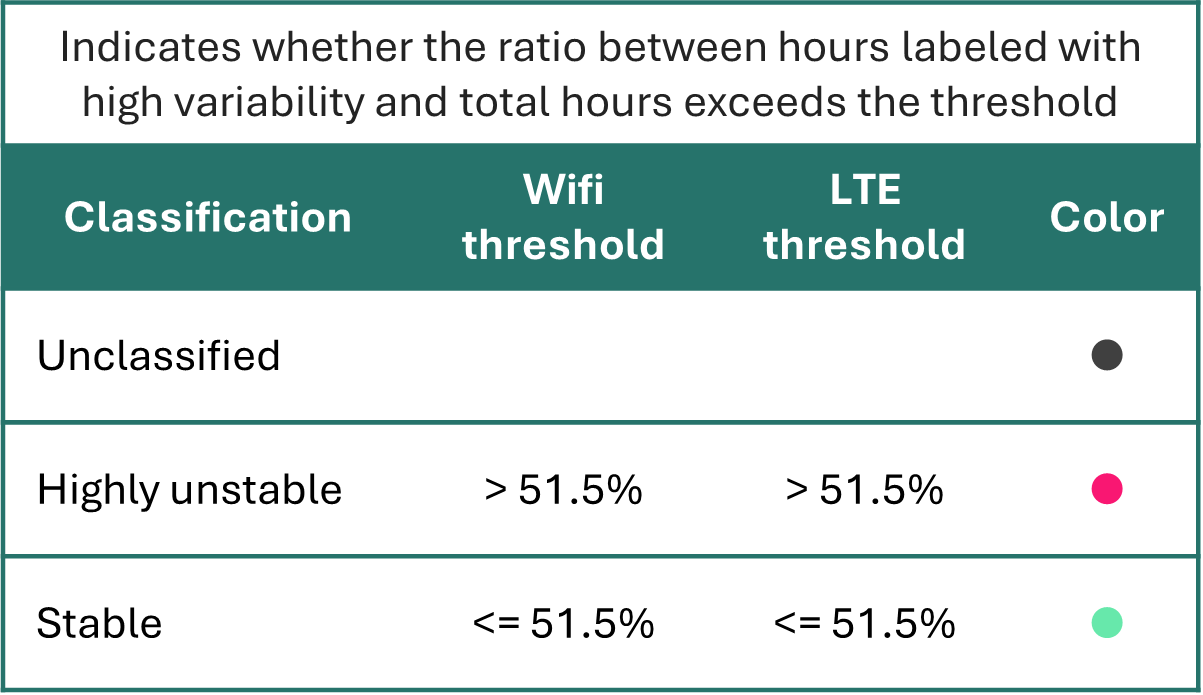 Indicates whether the ratio between hours labeled with
high variability and total hours exceeds the threshold
Classification Wifi threshold LTE threshold Color
Unclassified
Highly unstable > 51.5% > 51.5%
Stable <= 51.5% <= 51.5%